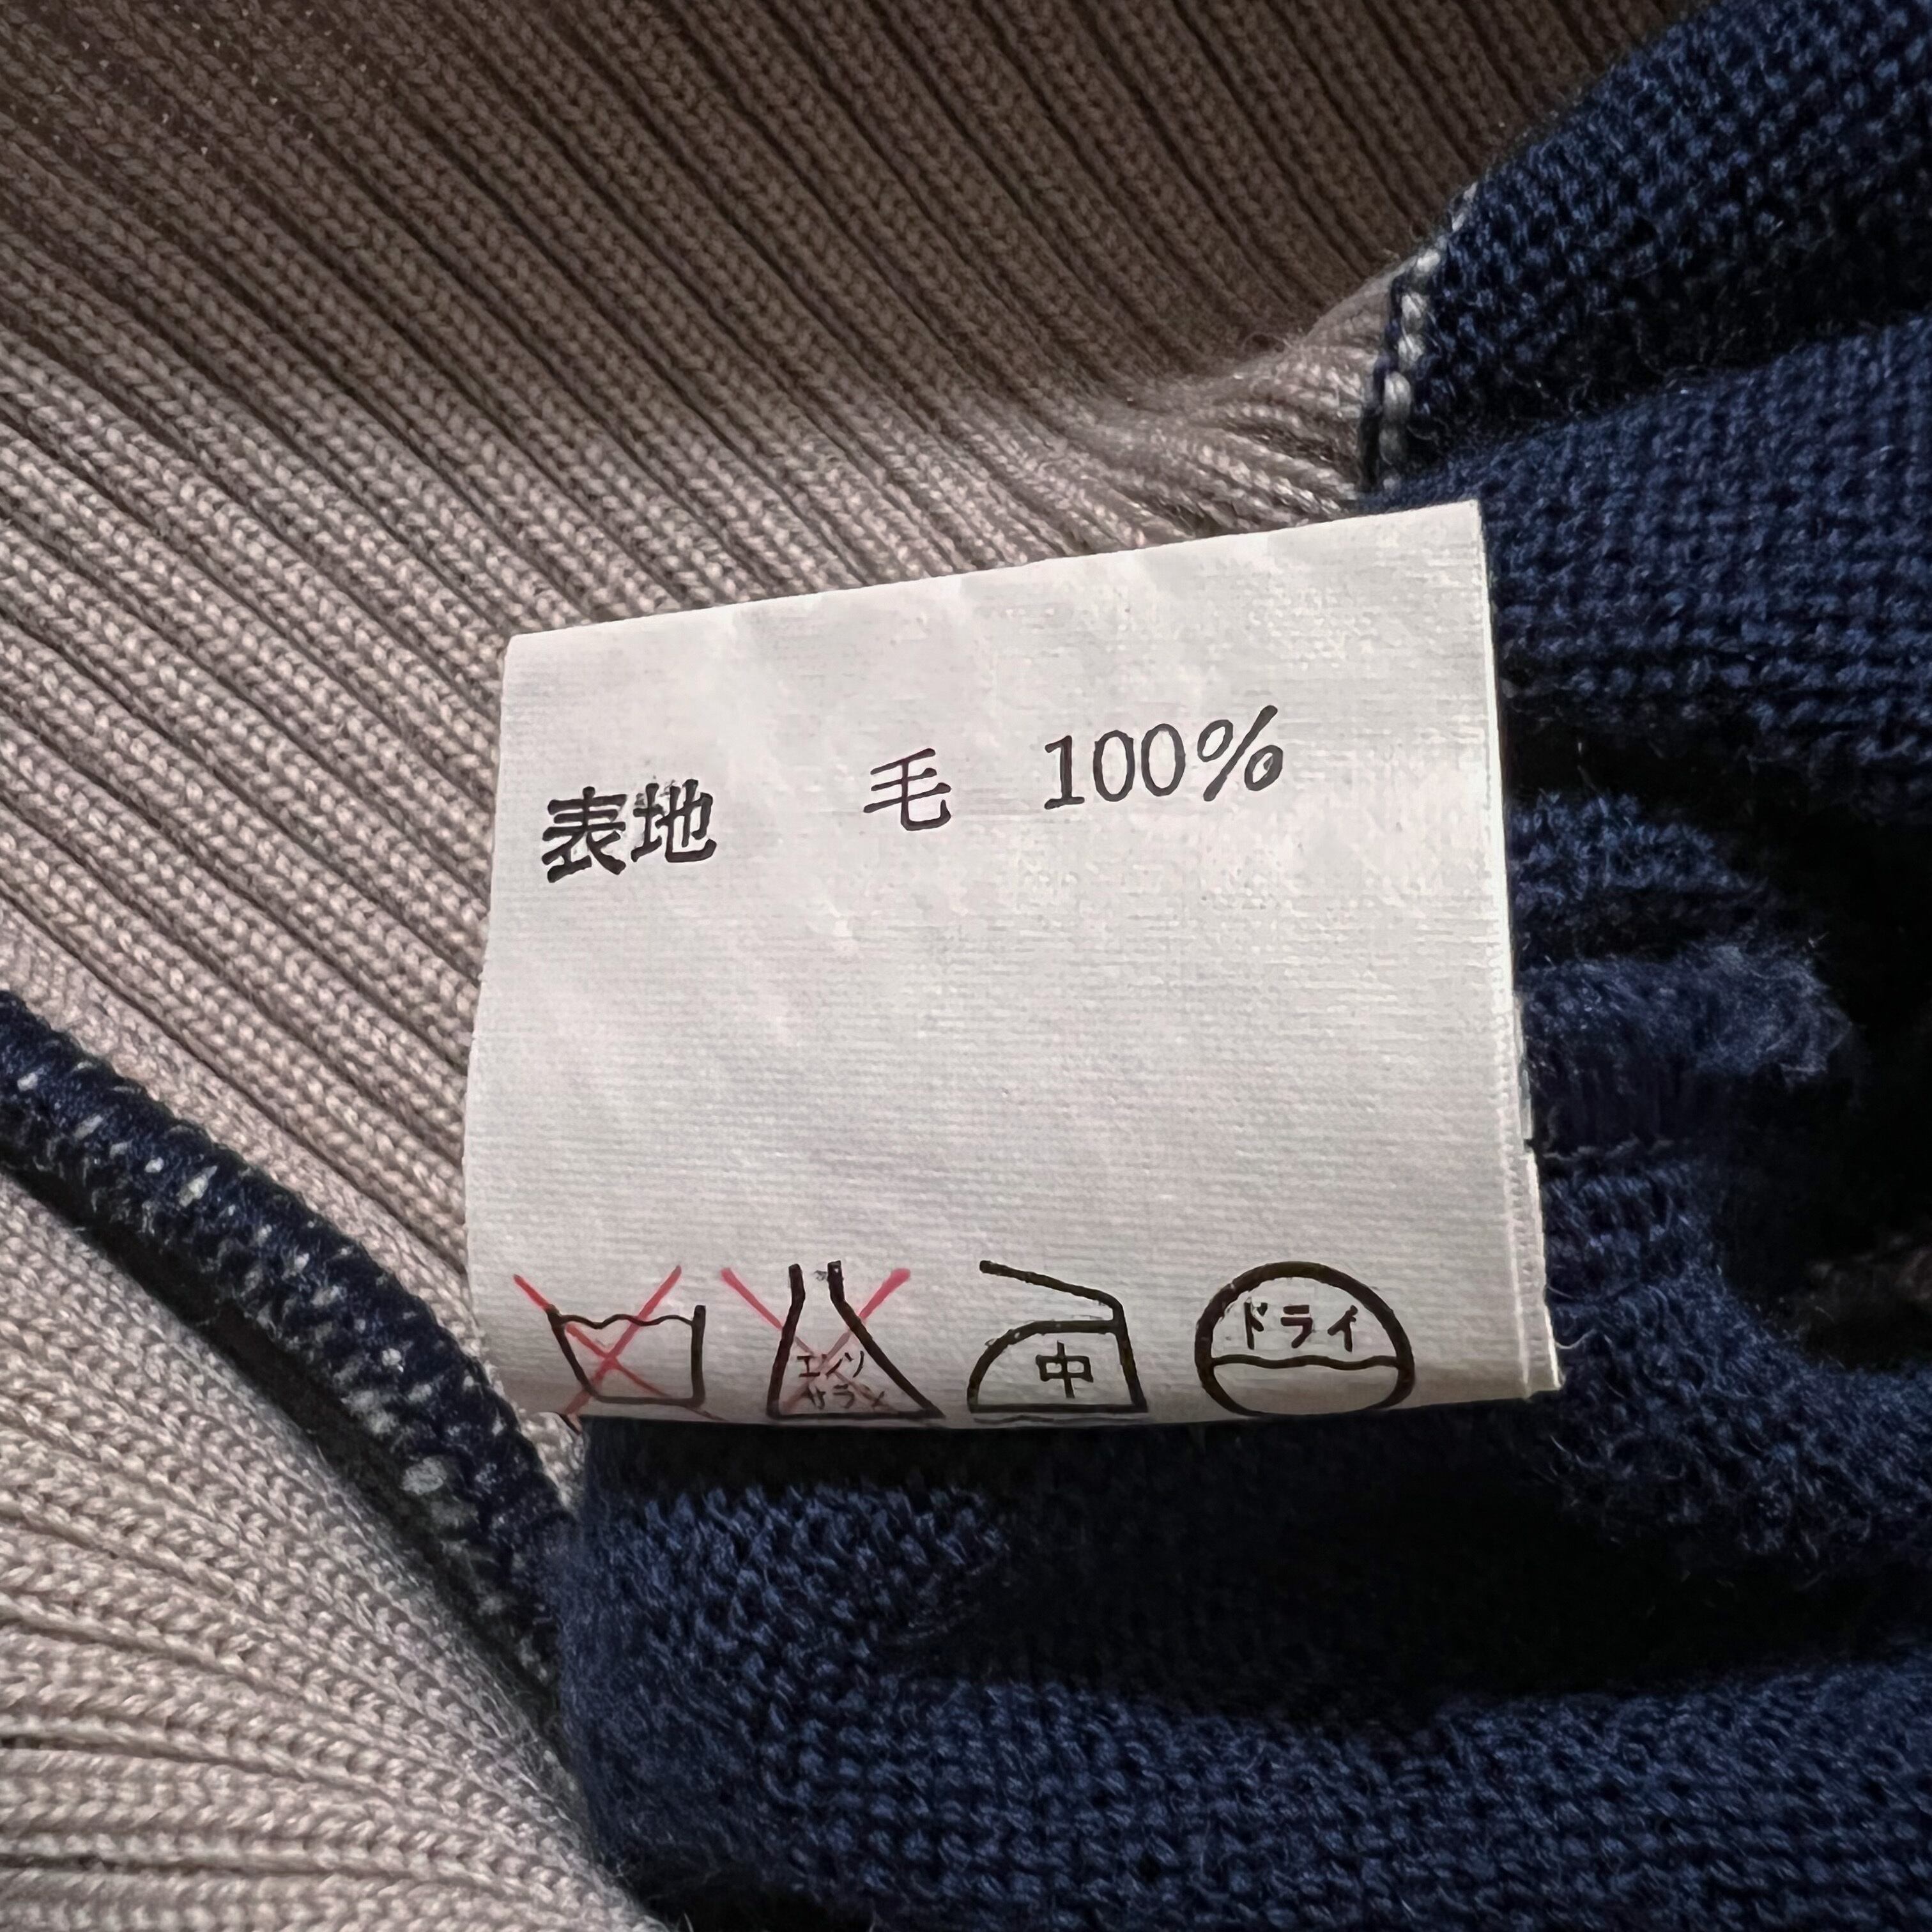 表地 毛 100%
エンソ
サラシ
中
ドライ